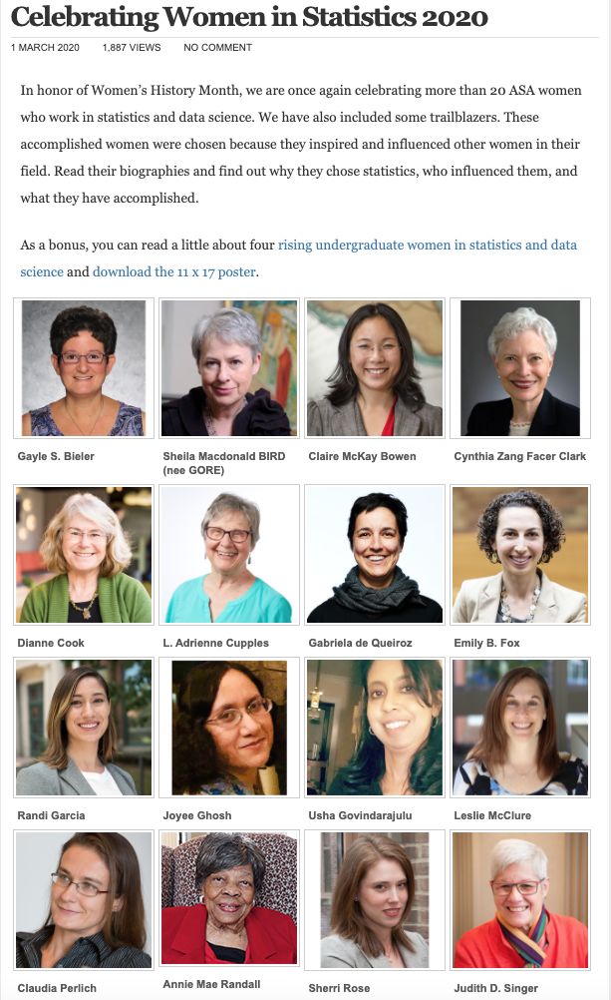 Celebrating Women in Statistics 2020
1 MARCH 2020 1,887 VIEWS NO COMMENT
In honor of Women’s History Month, we are once again celebrating more than 20 ASA women
who work in statistics and data science. We have also included some trailblazers. These
accomplished women were chosen because they inspired and influenced other women in their
field. Read their biographies and find out why they chose statistics, who influenced them, and
what they have accomplished.
As a bonus, you can read a little about four rising undergraduate women in statistics and data
science and download the 11 x 17 poster.
Gayle S. Bieler
Sheila Macdonald BIRD
(nee GORE)
Claire McKay Bowen
Cynthia Zang Facer Clark
Dianne Cook
L. Adrienne Cupples
Gabriela de Queiroz
Emily B. Fox
Randi Garcia
Joyee Ghosh
Usha Govindarajulu
Leslie McClure
Claudia Perlich
Annie Mae Randall
Sherri Rose
Judith D. Singer